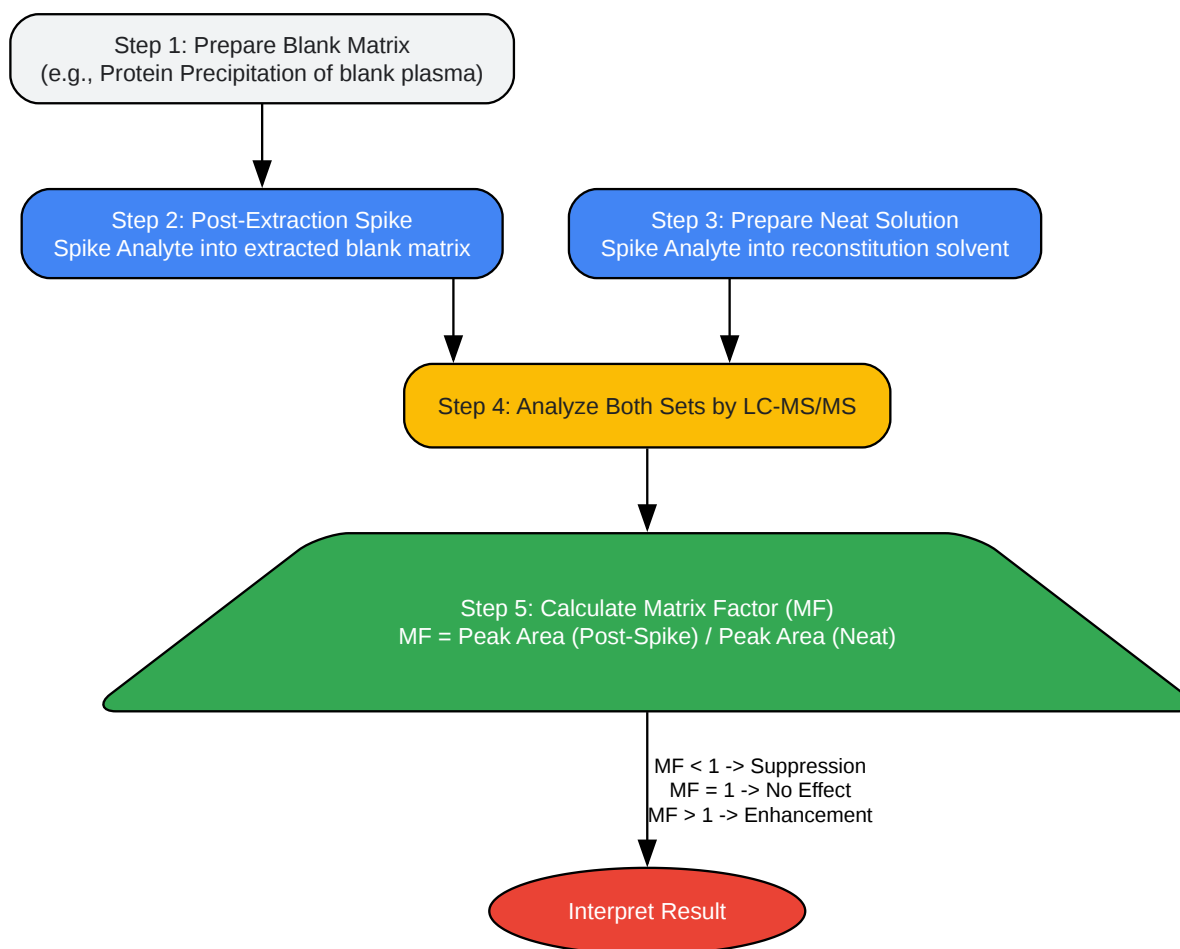 Step 1: Prepare Blank Matrix
(e.g., Protein Precipitation of blank plasma)
Step 2: Post-Extraction Spike
Spike Analyte into extracted blank matrix
Step 3: Prepare Neat Solution
Spike Analyte into reconstitution solvent
Step 4: Analyze Both Sets by LC-MS/MS
Step 5: Calculate Matrix Factor (MF)
MF = Peak Area (Post-Spike) / Peak Area (Neat)
MF < 1 -> Suppression
MF = 1 -> No Effect
MF > 1 -> Enhancement
Interpret Result